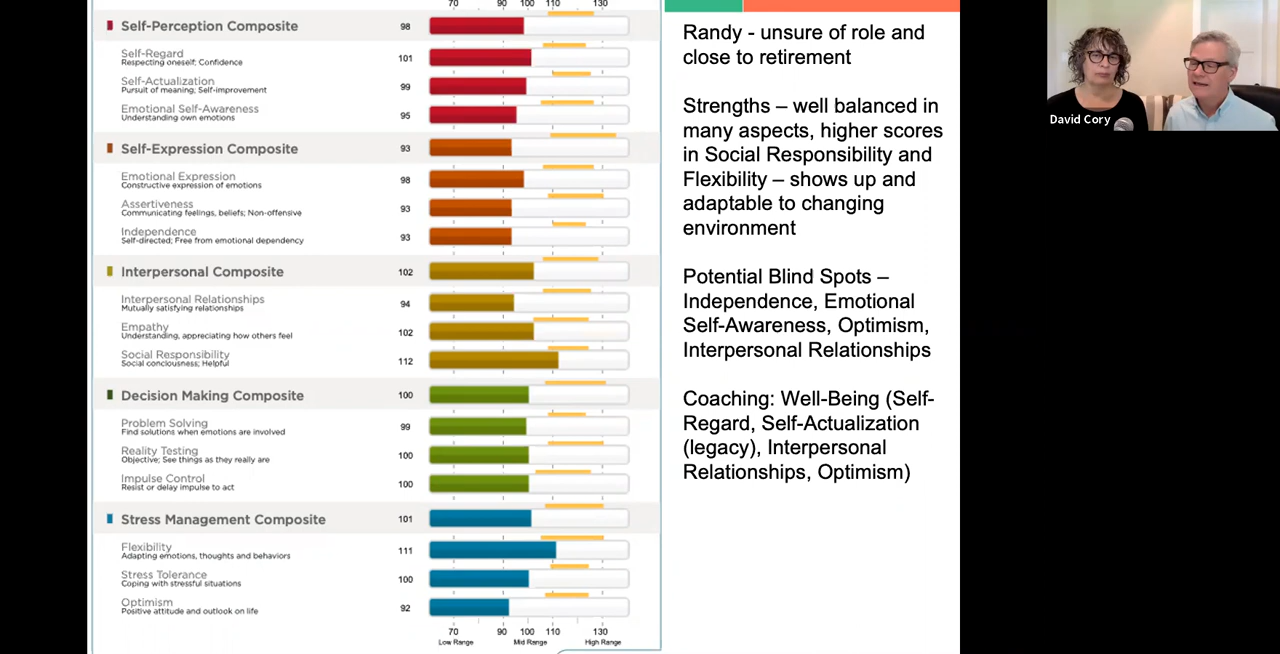 70 90 100 110 130
Self-Perception Composite 98
Self-Regard 101
Respecting oneself; Confidence
Self-Actualization 99
Pursuit of meaning; Self-improvement
Emotional Self-Awareness 95
Understanding own emotions
Self-Expression Composite 93
Emotional Expression 98
Constructive expression of emotions
Assertiveness 93
Communicating feelings, beliefs; Non-offensive
Independence 93
Self-directed; Free from emotional dependency
Interpersonal Composite 102
Interpersonal Relationships 94
Mutually satisfying relationships
Empathy 102
Understanding, appreciating how others feel
Social Responsibility 112
Social conciousness; Helpful
Decision Making Composite 100
Problem Solving 99
Find solutions when emotions are involved
Reality Testing 100
Objective; See things as they really are
Impulse Control 100
Resist or delay impulse to act
Stress Management Composite 101
Flexibility 111
Adapting emotions, thoughts and behaviors
Stress Tolerance 100
Coping with stressful situations
Optimism 92
Positive attitude and outlook on life
70 90 100 110 130
Low Range Mid Range High Range
Randy - unsure of role and
close to retirement
Strengths – well balanced in
many aspects, higher scores
in Social Responsibility and
Flexibility – shows up and
adaptable to changing
environment
Potential Blind Spots –
Independence, Emotional
Self-Awareness, Optimism,
Interpersonal Relationships
Coaching: Well-Being (Self-
Regard, Self-Actualization
(legacy), Interpersonal
Relationships, Optimism)
David Cory